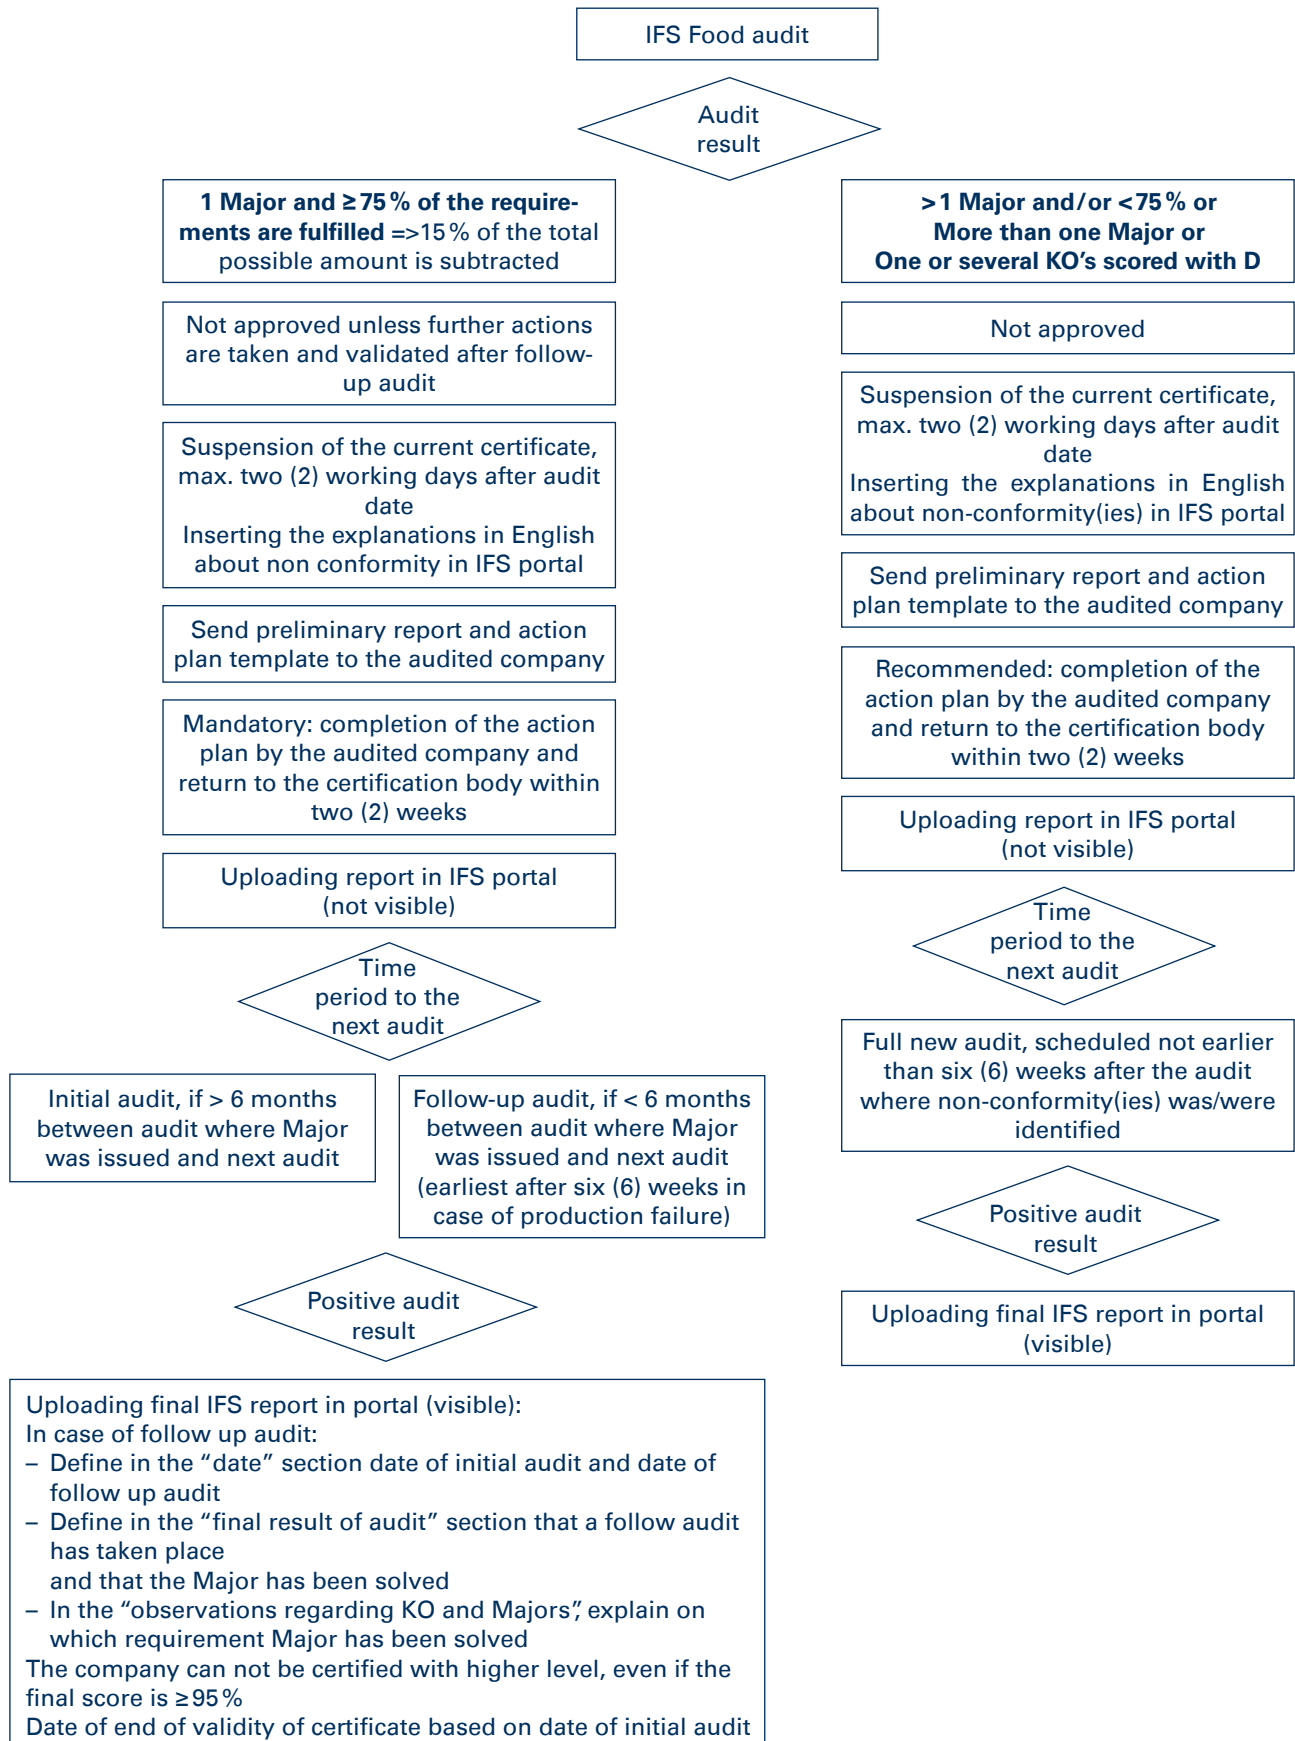 IFS Food audit
Audit
result
1 Major and ≥ 75 % of the require-
ments are fulfilled =>15 % of the total
possible amount is subtracted
Not approved unless further actions
are taken and validated after follow-
up audit
Suspension of the current certificate,
max. two (2) working days after audit
date
Inserting the explanations in English
about non conformity in IFS portal
Send preliminary report and action
plan template to the audited company
Mandatory: completion of the action
plan by the audited company and
return to the certification body within
two (2) weeks
Uploading report in IFS portal
(not visible)
Time
period to the
next audit
Initial audit, if > 6 months
between audit where Major
was issued and next audit
Follow-up audit, if < 6 months
between audit where Major
was issued and next audit
(earliest after six (6) weeks in
case of production failure)
Positive audit
result
Uploading final IFS report in portal (visible):
In case of follow up audit:
– Define in the “date” section date of initial audit and date of
follow up audit
– Define in the “final result of audit” section that a follow audit
has taken place
and that the Major has been solved
– In the “observations regarding KO and Majors”, explain on
which requirement Major has been solved
The company can not be certified with higher level, even if the
final score is ≥ 95 %
Date of end of validity of certificate based on date of initial audit
> 1 Major and/or < 75 % or
More than one Major or
One or several KO’s scored with D
Not approved
Suspension of the current certificate,
max. two (2) working days after audit
date
Inserting the explanations in English
about non-conformity(ies) in IFS portal
Send preliminary report and action
plan template to the audited company
Recommended: completion of the
action plan by the audited company
and return to the certification body
within two (2) weeks
Uploading report in IFS portal
(not visible)
Time
period to the
next audit
Full new audit, scheduled not earlier
than six (6) weeks after the audit
where non-conformity(ies) was/were
identified
Positive audit
result
Uploading final IFS report in portal
(visible)